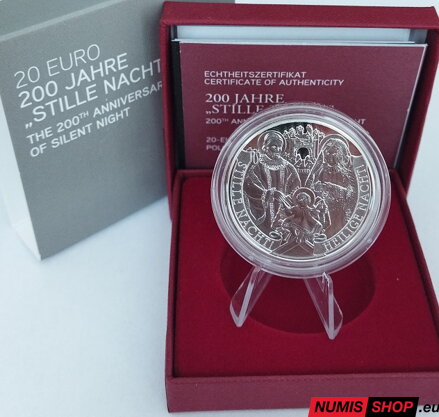 20 EURO
200 JAHRE
„STILLE NACHT
THE 200TH ANNIVERSAR
OF SILENT NIGHT
ECHTHEITSZERTIFIKAT
CERTIFICATE OF AUTHENTICITY
200 JAHRE
„STILLE
200TH ANNIVERSARY
20-E
STILLE NACHT!
HEILIGE NACHT!
NUMIS SHOP.eu